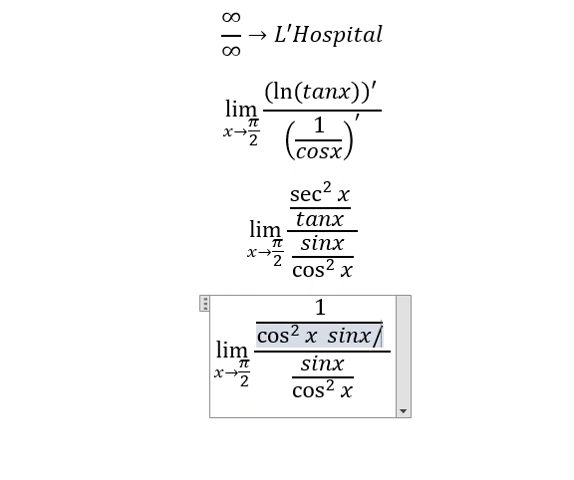 ∞/∞ → L'Hospital
lim x→π/2 (ln(tanx))′ / (1/cosx)′
lim x→π/2 (sec² x / tanx) / (sinx / cos² x)
lim x→π/2 (1 / cos² x sinx/) / (sinx / cos² x)